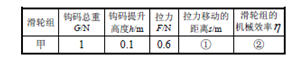 滑轮组 钩码总重 钩码提升 拉力 拉力移动的 滑轮组的
G/N 高度h/m F/N 距离s/m 机械效率η
甲 1 0.1 0.6 ① ②